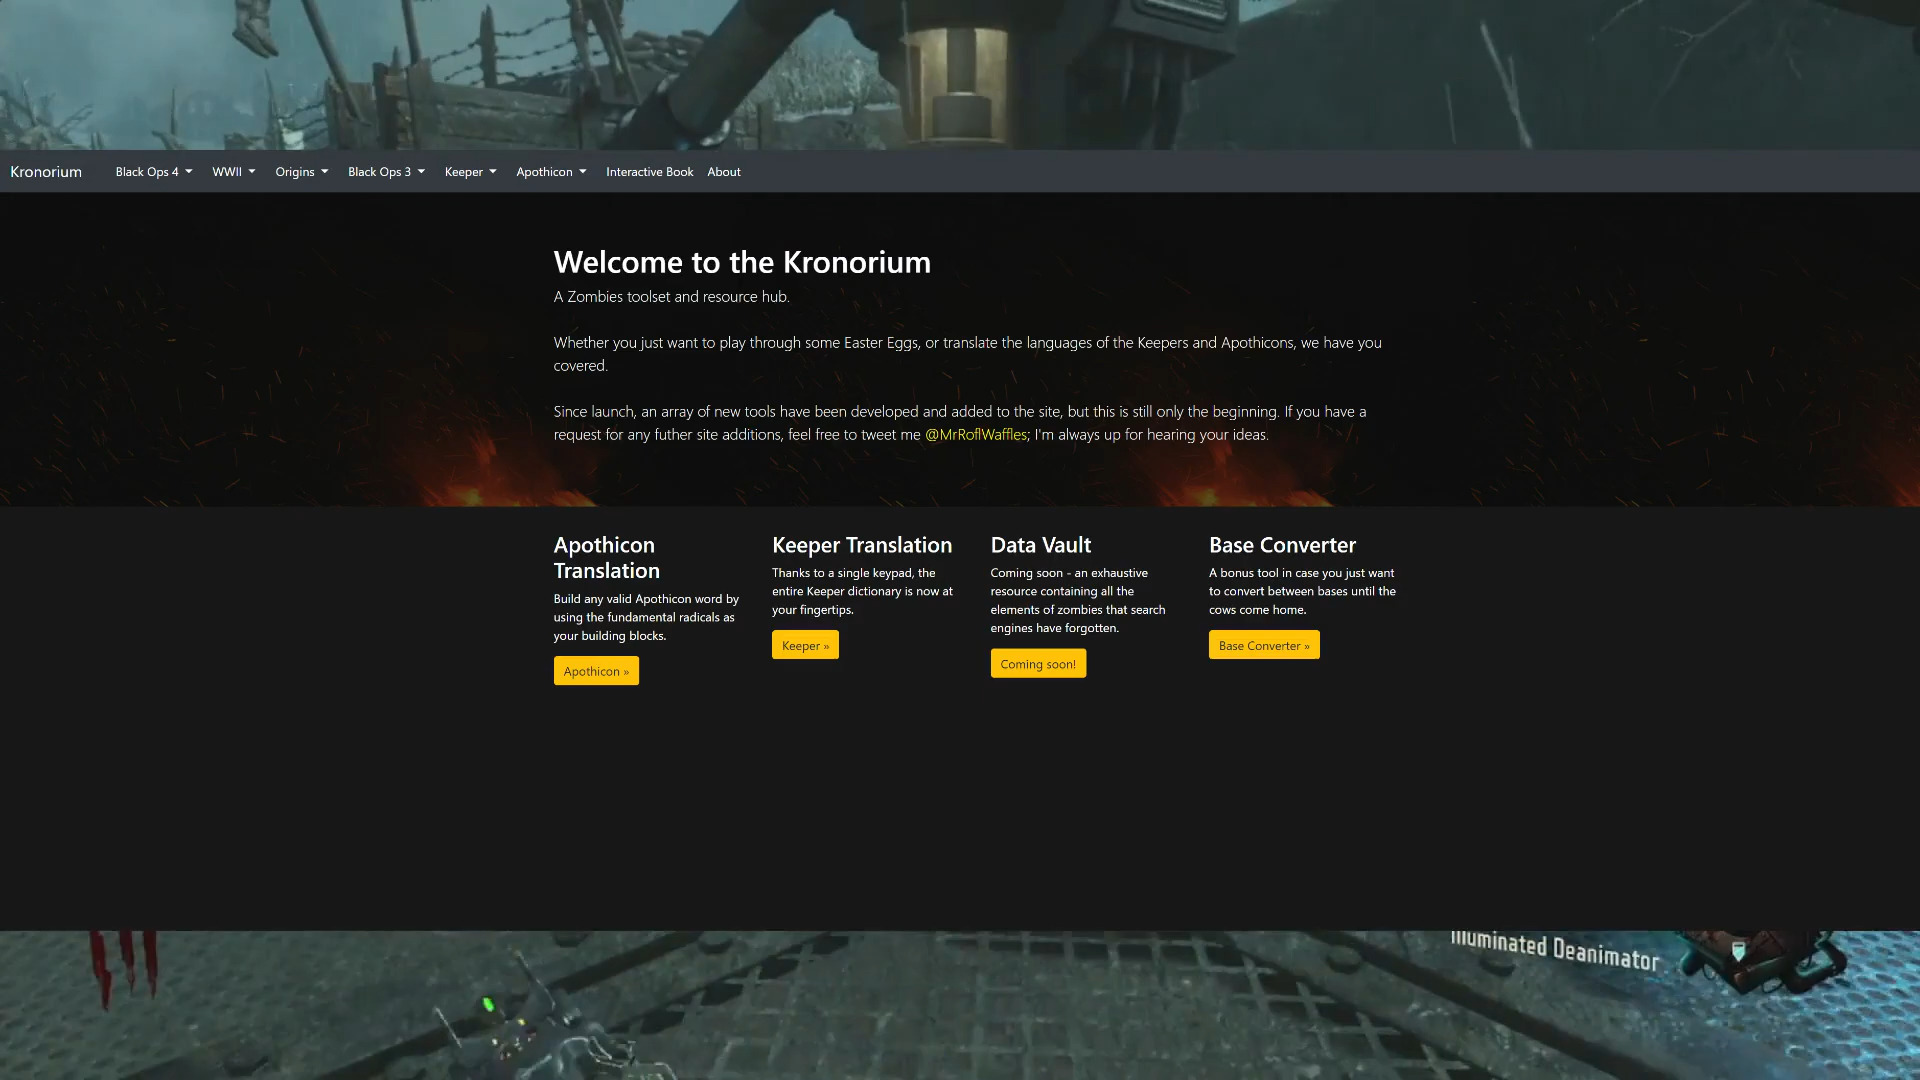 Kronorium Black Ops 4 WWII Origins Black Ops 3 Keeper Apothicon Interactive Book About
Welcome to the Kronorium
A Zombies toolset and resource hub.
Whether you just want to play through some Easter Eggs, or translate the languages of the Keepers and Apothicons, we have you
covered.
Since launch, an array of new tools have been developed and added to the site, but this is still only the beginning. If you have a
request for any futher site additions, feel free to tweet me @MrRoflWaffles; I'm always up for hearing your ideas.
Apothicon
Translation
Build any valid Apothicon word by
using the fundamental radicals as
your building blocks.
Apothicon »
Keeper Translation
Thanks to a single keypad, the
entire Keeper dictionary is now at
your fingertips.
Keeper »
Data Vault
Coming soon - an exhaustive
resource containing all the
elements of zombies that search
engines have forgotten.
Coming soon!
Base Converter
A bonus tool in case you just want
to convert between bases until the
cows come home.
Base Converter »
Illuminated Deanimator